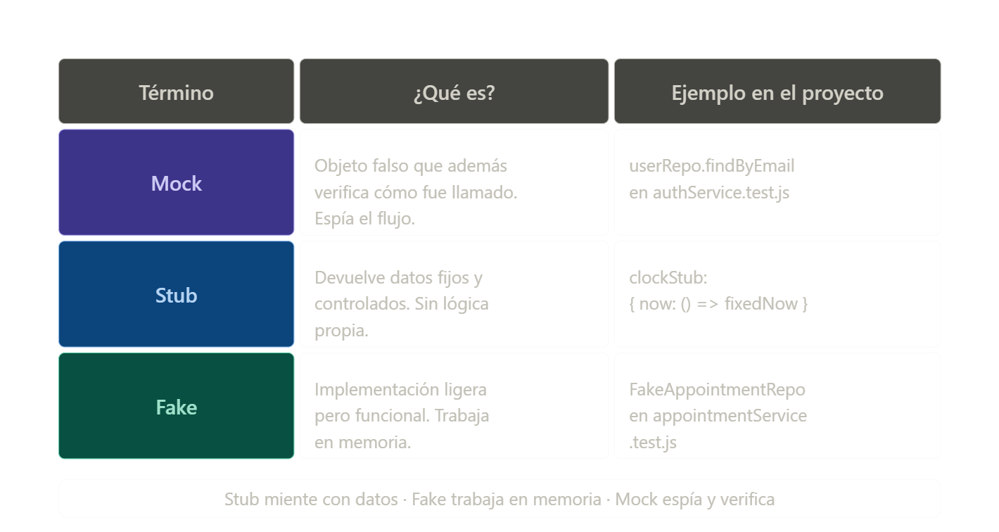 Término
¿Qué es?
Ejemplo en el proyecto
Mock
Objeto falso que además
verifica cómo fue llamado.
Espía el flujo.
userRepo.findByEmail
en authService.test.js
Stub
Devuelve datos fijos y
controlados. Sin lógica
propia.
clockStub:
{ now: () => fixedNow }
Fake
Implementación ligera
pero funcional. Trabaja
en memoria.
FakeAppointmentRepo
en appointmentService
.test.js
Stub miente con datos · Fake trabaja en memoria · Mock espía y verifica